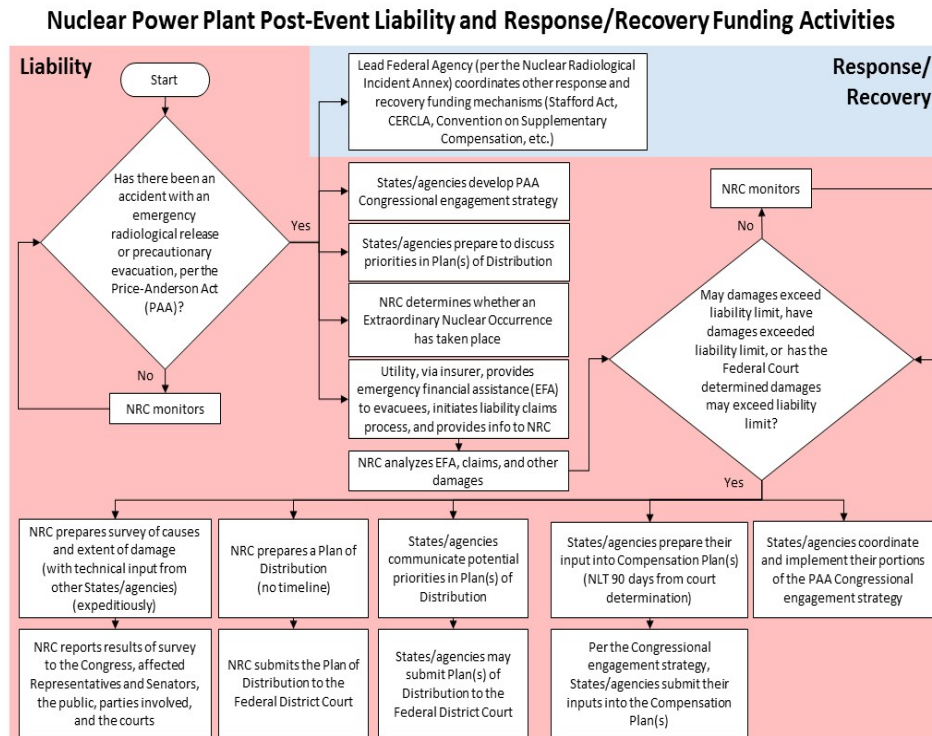 Nuclear Power Plant Post-Event Liability and Response/Recovery Funding Activities
Liability
Start
Lead Federal Agency (per the Nuclear Radiological
Incident Annex) coordinates other response and
recovery funding mechanisms (Stafford Act,
CERCLA, Convention on Supplementary
Compensation, etc.)
Response/
Recovery
Has there been an
accident with an
emergency
radiological release
or precautionary
evacuation, per the
Price-Anderson Act
(PAA)?
Yes
No
NRC monitors
States/agencies develop PAA
Congressional engagement strategy
States/agencies prepare to discuss
priorities in Plan(s) of Distribution
NRC determines whether an
Extraordinary Nuclear Occurrence
has taken place
Utility, via insurer, provides
emergency financial assistance (EFA)
to evacuees, initiates liability claims
process, and provides info to NRC
NRC analyzes EFA, claims, and other
damages
NRC monitors
No
May damages exceed
liability limit, have
damages exceeded
liability limit, or has the
Federal Court
determined damages
may exceed liability
limit?
Yes
NRC prepares survey of causes
and extent of damage
(with technical input from
other States/agencies)
(expeditiously)
NRC prepares a Plan of
Distribution
(no timeline)
States/agencies
communicate potential
priorities in Plan(s) of
Distribution
States/agencies prepare their
input into Compensation Plan(s)
(NLT 90 days from court
determination)
States/agencies coordinate
and implement their portions
of the PAA Congressional
engagement strategy
NRC reports results of survey
to the Congress, affected
Representatives and Senators,
the public, parties involved,
and the courts
NRC submits the Plan of
Distribution to the
Federal District Court
States/agencies may
submit Plan(s) of
Distribution to the
Federal District Court
Per the Congressional
engagement strategy,
States/agencies submit their
inputs into the Compensation
Plan(s)